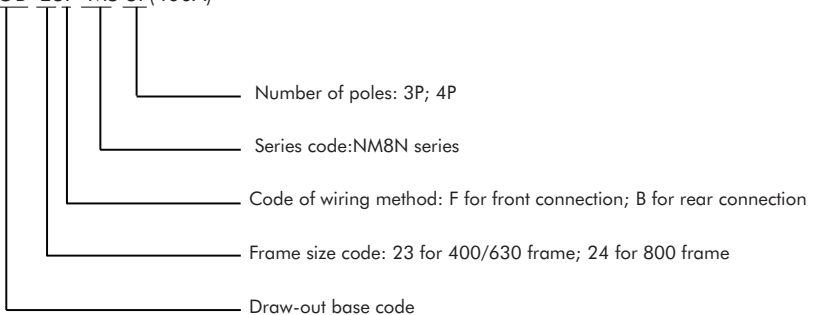 Number of poles: 3P; 4P
Series code:NM8N series
Code of wiring method: F for front connection; B for rear connection
Frame size code: 23 for 400/630 frame; 24 for 800 frame
Draw-out base code